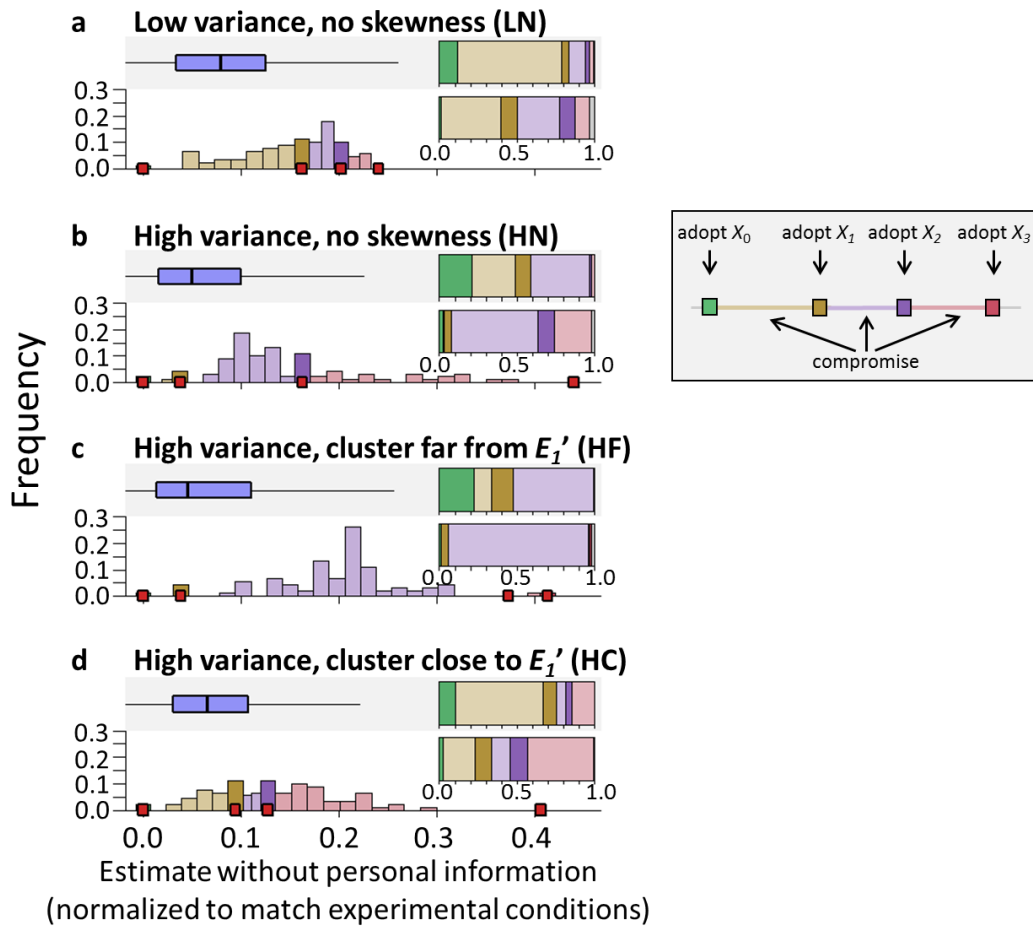 a Low variance, no skewness (LN)
0.3
0.2
0.1
0.0
0.0 0.5 1.0
b High variance, no skewness (HN)
0.3
0.2
0.1
0.0
0.0 0.5 1.0
adopt X0 adopt X1 adopt X2 adopt X3
compromise
Frequency
c High variance, cluster far from E1' (HF)
0.3
0.2
0.1
0.0
0.0 0.5 1.0
d High variance, cluster close to E1' (HC)
0.3
0.2
0.1
0.0
0.0 0.5 1.0
0.0 0.1 0.2 0.3 0.4
Estimate without personal information
(normalized to match experimental conditions)